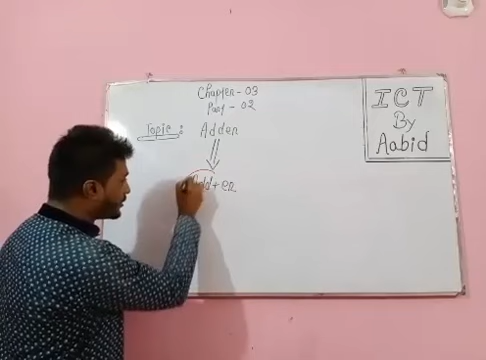 Chapter - 03
Part - 02
Topic : Adder
Add + er
ICT
By
Aabid